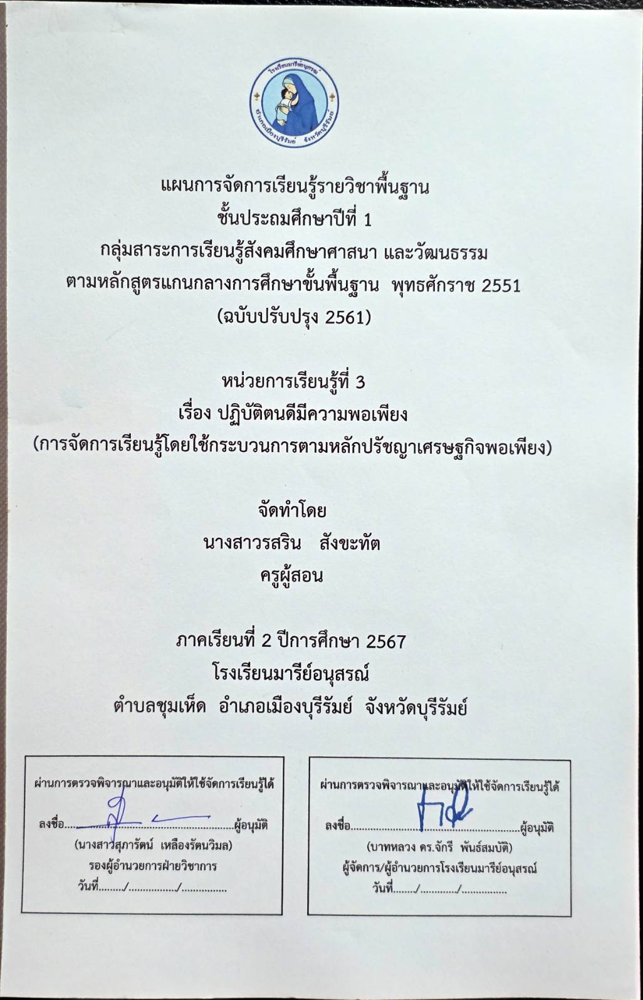 โรงเรียนมารีย์อนุสรณ์
อำเภอเมืองบุรีรัมย์ จังหวัดบุรีรัมย์
แผนการจัดการเรียนรู้รายวิชาพื้นฐาน
ชั้นประถมศึกษาปีที่ 1
กลุ่มสาระการเรียนรู้สังคมศึกษาศาสนา และวัฒนธรรม
ตามหลักสูตรแกนกลางการศึกษาขั้นพื้นฐาน พุทธศักราช 2551
(ฉบับปรับปรุง 2561)
หน่วยการเรียนรู้ที่ 3
เรื่อง ปฏิบัติตนดีมีความพอเพียง
(การจัดการเรียนรู้โดยใช้กระบวนการตามหลักปรัชญาเศรษฐกิจพอเพียง)
จัดทำโดย
นางสาวรสริน สังขะทัต
ครูผู้สอน
ภาคเรียนที่ 2 ปีการศึกษา 2567
โรงเรียนมารีย์อนุสรณ์
ตำบลชุมเห็ด อำเภอเมืองบุรีรัมย์ จังหวัดบุรีรัมย์
ผ่านการตรวจพิจารณาและอนุมัติให้ใช้จัดการเรียนรู้ได้
ลงชื่อ..................................................ผู้อนุมัติ
(นางสาวสุภารัตน์ เหลืองรัตนวิมล)
รองผู้อำนวยการฝ่ายวิชาการ
วันที่........./................./................
ผ่านการตรวจพิจารณาและอนุมัติให้ใช้จัดการเรียนรู้ได้
ลงชื่อ..................................................ผู้อนุมัติ
(บาทหลวง ดร.จักรี พันธ์สมบัติ)
ผู้จัดการ/ผู้อำนวยการโรงเรียนมารีย์อนุสรณ์
วันที่......../............./................